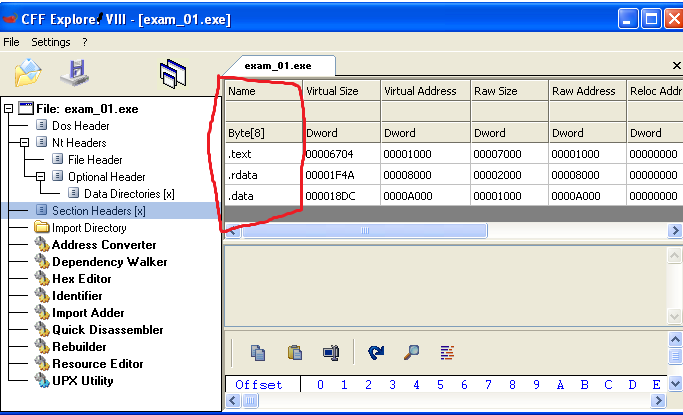 CFF Explorer VIII - [exam_01.exe]
File Settings ?
exam_01.exe
File: exam_01.exe
Dos Header
Nt Headers
File Header
Optional Header
Data Directories [x]
Section Headers [x]
Import Directory
Address Converter
Dependency Walker
Hex Editor
Identifier
Import Adder
Quick Disassembler
Rebuilder
Resource Editor
UPX Utility
Name Virtual Size Virtual Address Raw Size Raw Address Reloc Addr
Byte[8] Dword Dword Dword Dword Dword
.text 00006704 00001000 00007000 00001000 00000000
.rdata 00001F4A 00008000 00002000 00008000 00000000
.data 000018DC 0000A000 00001000 0000A000 00000000
Offset 0 1 2 3 4 5 6 7 8 9 A B C D E